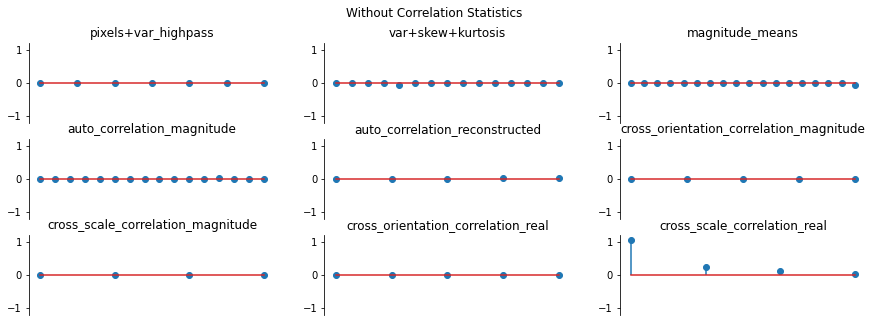 Without Correlation Statistics
pixels+var_highpass
var+skew+kurtosis
magnitude_means
1
0
−1
1
0
−1
1
0
−1
auto_correlation_magnitude
auto_correlation_reconstructed
cross_orientation_correlation_magnitude
1
0
−1
1
0
−1
1
0
−1
cross_scale_correlation_magnitude
cross_orientation_correlation_real
cross_scale_correlation_real
1
0
−1
1
0
−1
1
0
−1